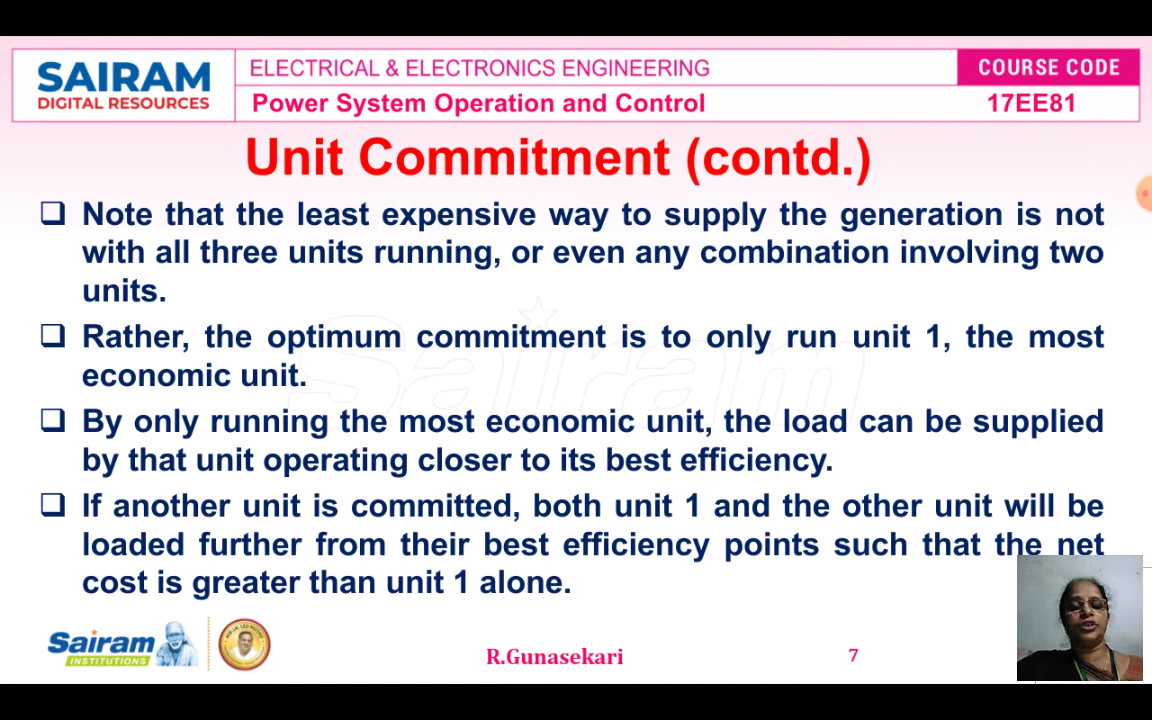 SAIRAM
DIGITAL RESOURCES
ELECTRICAL & ELECTRONICS ENGINEERING
Power System Operation and Control
COURSE CODE
17EE81
Unit Commitment (contd.)
❑ Note that the least expensive way to supply the generation is not
with all three units running, or even any combination involving two
units.
❑ Rather, the optimum commitment is to only run unit 1, the most
economic unit.
❑ By only running the most economic unit, the load can be supplied
by that unit operating closer to its best efficiency.
❑ If another unit is committed, both unit 1 and the other unit will be
loaded further from their best efficiency points such that the net
cost is greater than unit 1 alone.
Sairam
Sairam
INSTITUTIONS
R.Gunasekari
7